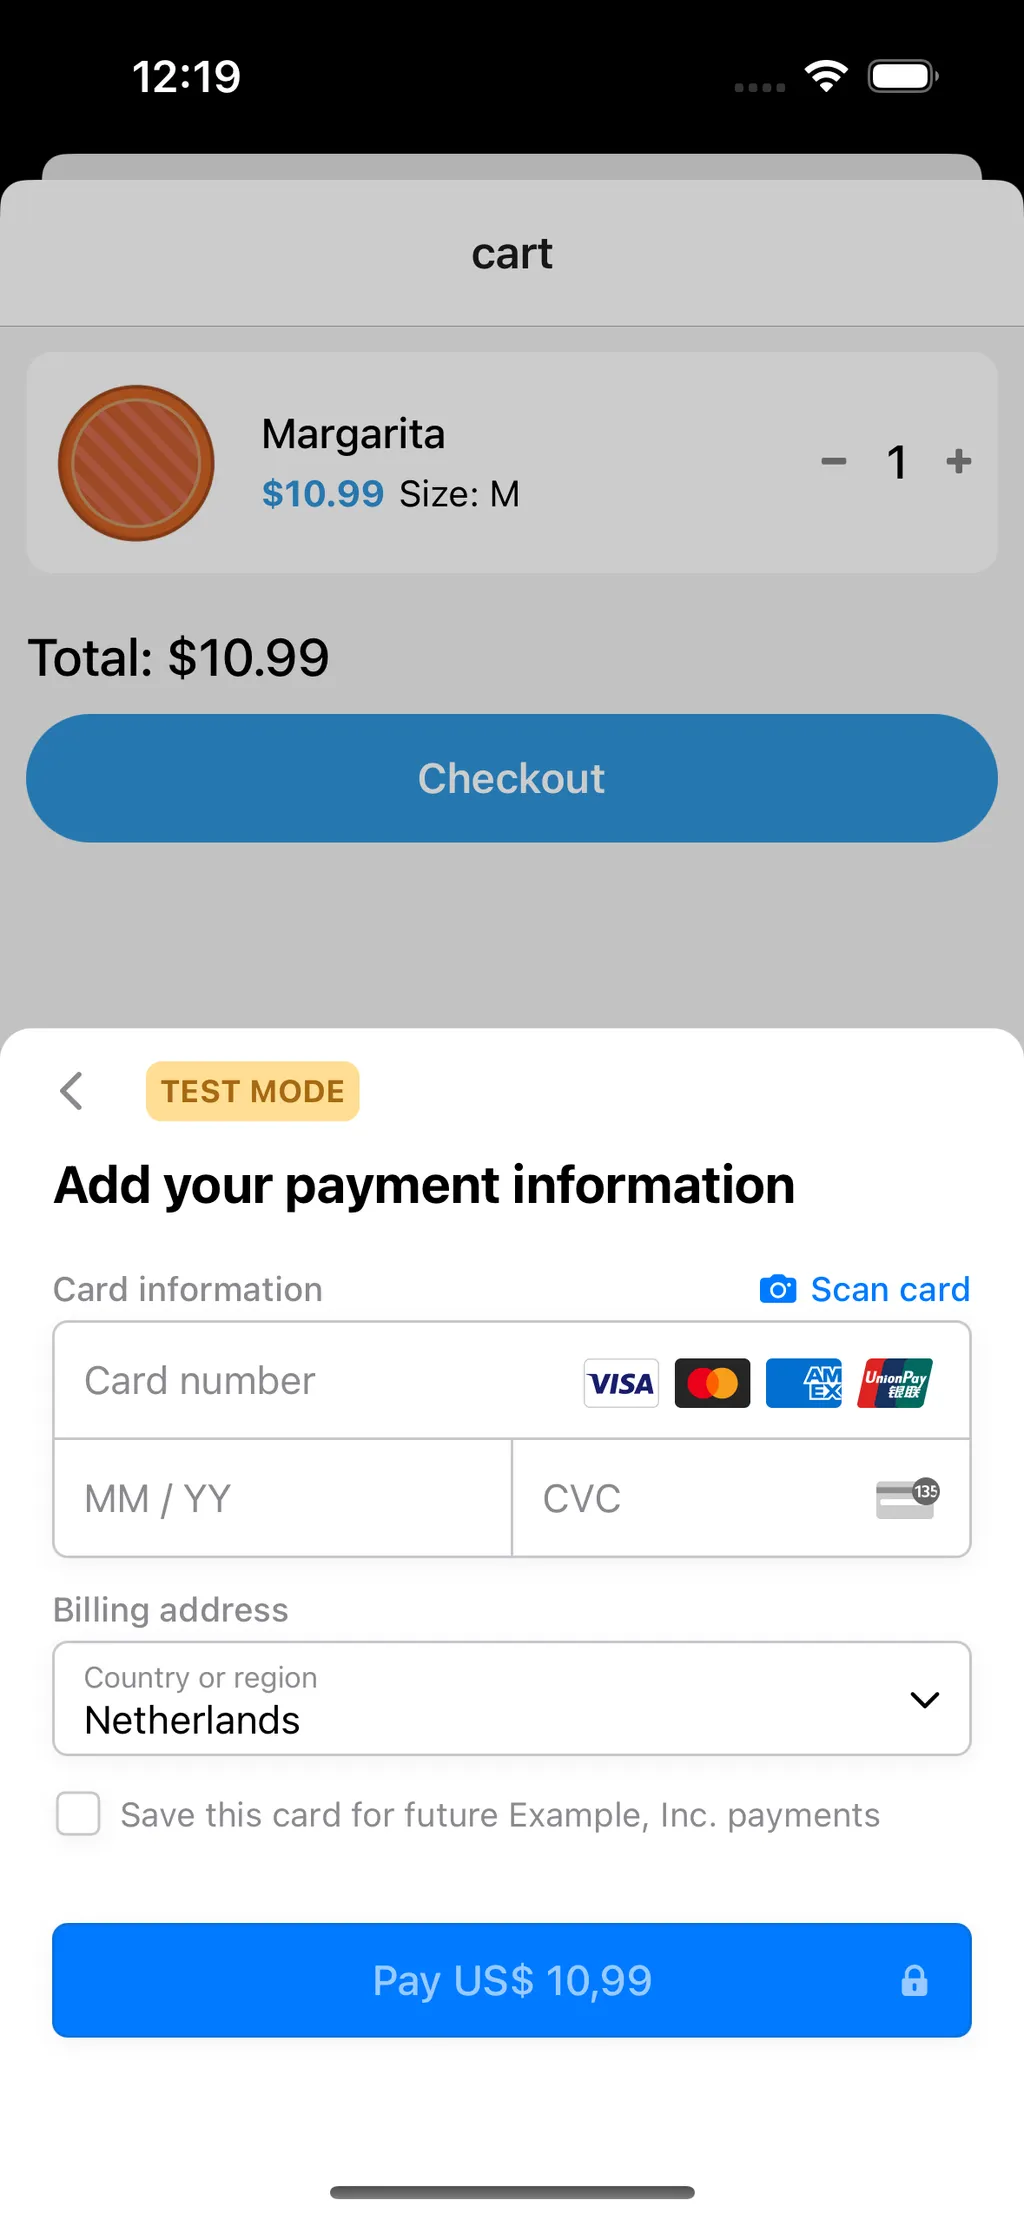 12:19
cart
Margarita
$10.99 Size: M
1
Total: $10.99
Checkout
TEST MODE
Add your payment information
Card information
Scan card
Card number
VISA
AM
EX
UnionPay
银联
MM / YY
CVC
135
Billing address
Country or region
Netherlands
Save this card for future Example, Inc. payments
Pay US$ 10,99